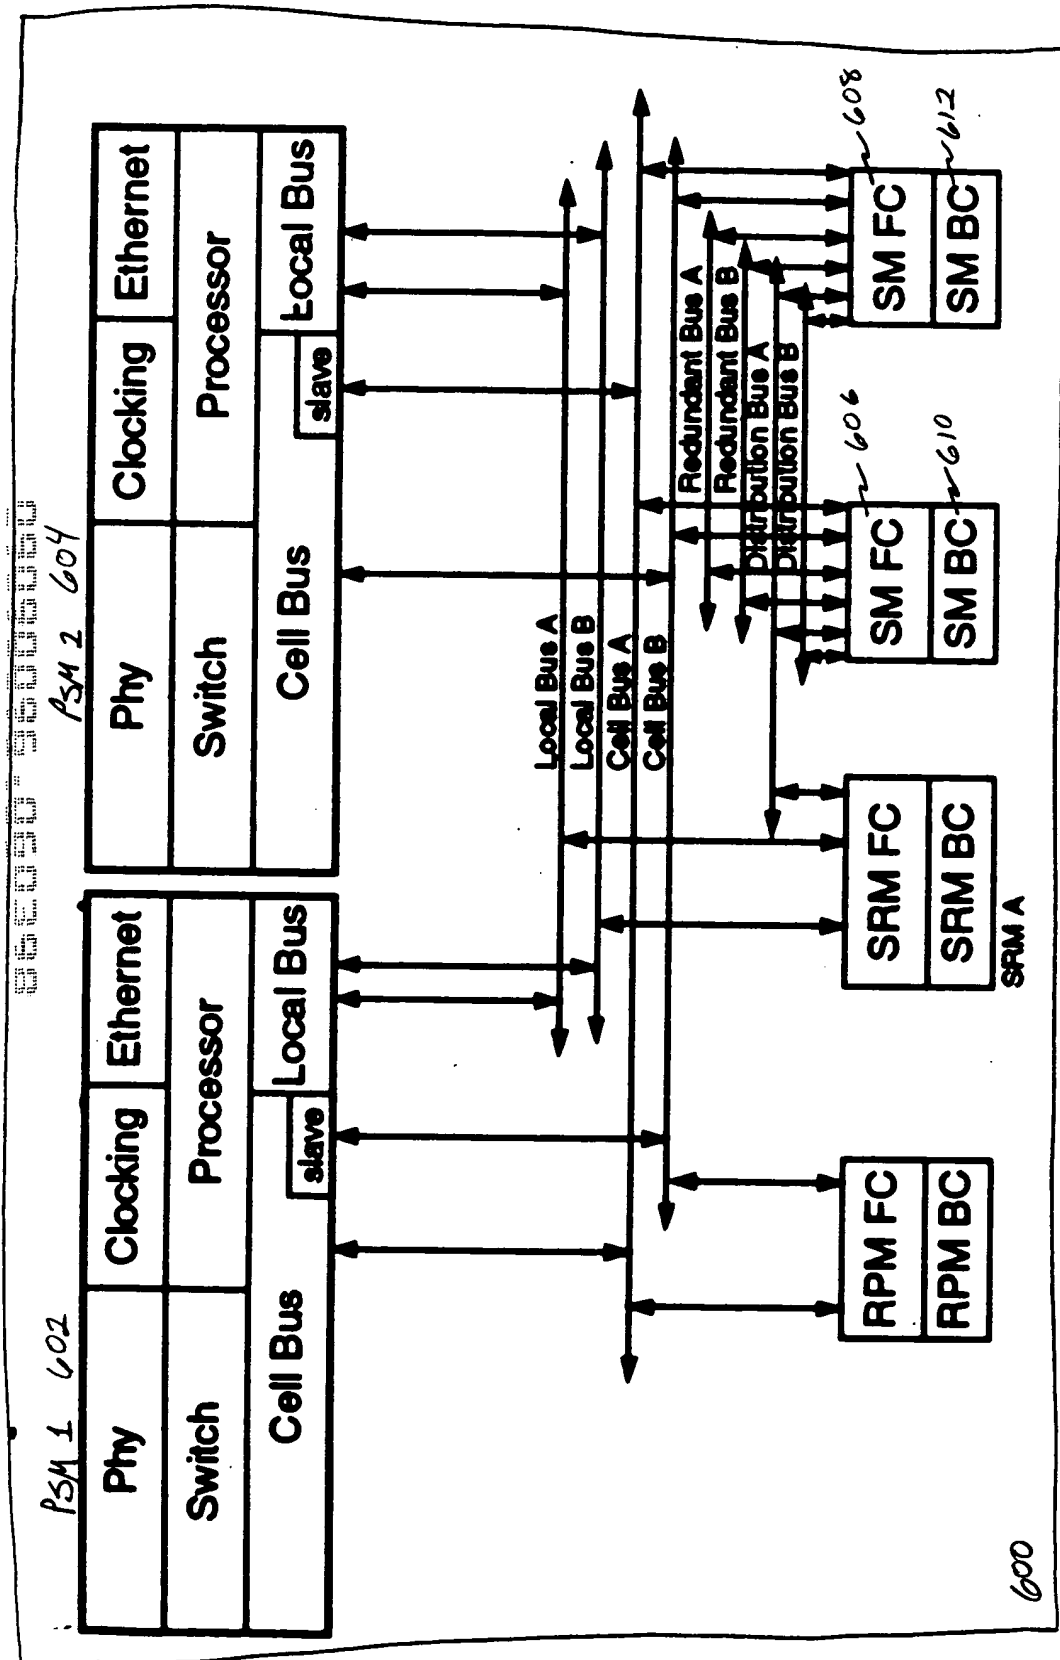 PSM 1 602
PSM 2 604
Phy
Clocking
Ethernet
Phy
Clocking
Ethernet
Switch
Processor
Switch
Processor
Cell Bus
slave
Local Bus
Cell Bus
slave
Local Bus
Local Bus A
Local Bus B
Cell Bus A
Cell Bus B
Redundant Bus A
Redundant Bus B
Distribution Bus A
Distribution Bus B
606
608
RPM FC
SRM FC
SM FC
SM FC
610
612
RPM BC
SRM BC
SM BC
SM BC
SRM A
600